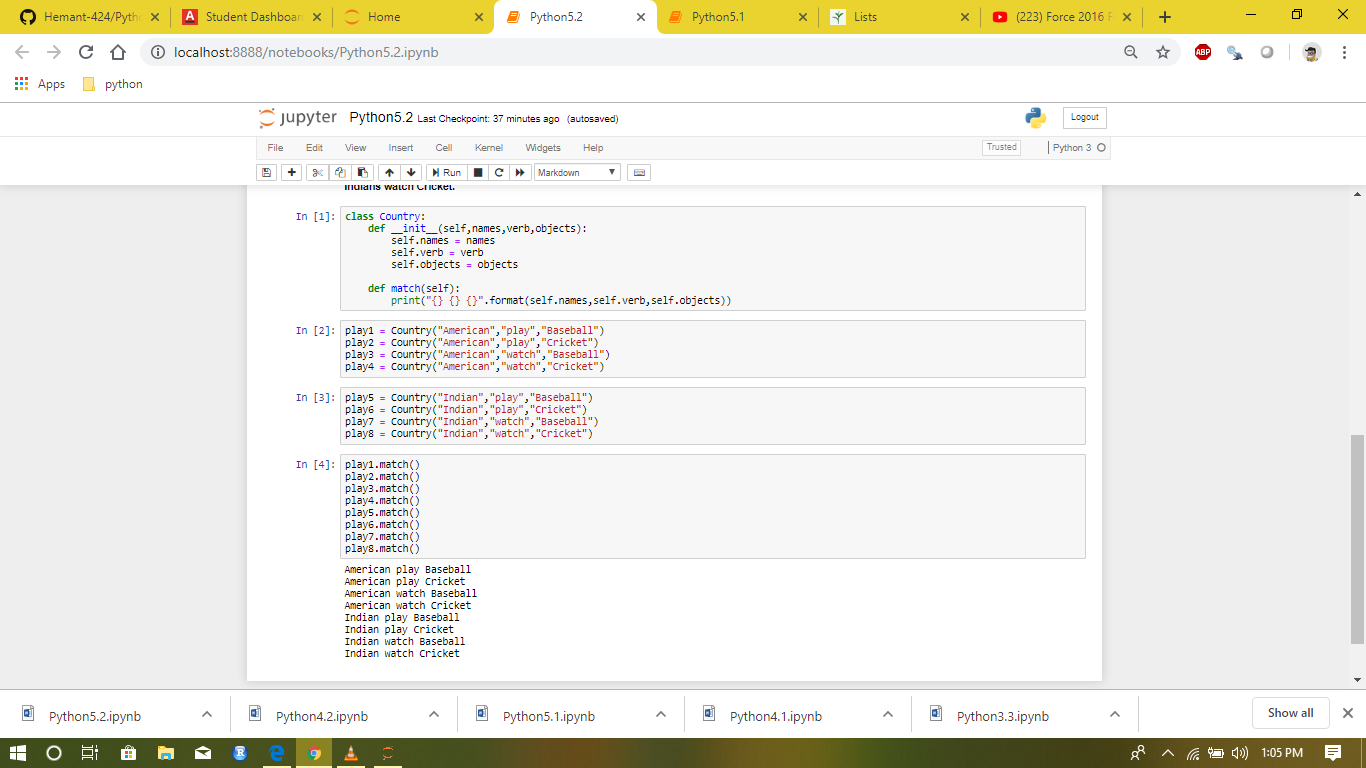 Hemant-424/Pyth
Student Dashboar
Home
Python5.2
Python5.1
Lists
(223) Force 2016 F
localhost:8888/notebooks/Python5.2.ipynb
ABP
Apps
python
jupyter Python5.2 Last Checkpoint: 37 minutes ago (autosaved)
Logout
File Edit View Insert Cell Kernel Widgets Help
Trusted
Python 3
Run
Markdown
Indians watch Cricket.
In [1]: class Country:
    def __init__(self,names,verb,objects):
        self.names = names
        self.verb = verb
        self.objects = objects
    def match(self):
        print("{} {} {}".format(self.names,self.verb,self.objects))
In [2]: play1 = Country("American","play","Baseball")
play2 = Country("American","play","Cricket")
play3 = Country("American","watch","Baseball")
play4 = Country("American","watch","Cricket")
In [3]: play5 = Country("Indian","play","Baseball")
play6 = Country("Indian","play","Cricket")
play7 = Country("Indian","watch","Baseball")
play8 = Country("Indian","watch","Cricket")
In [4]: play1.match()
play2.match()
play3.match()
play4.match()
play5.match()
play6.match()
play7.match()
play8.match()
American play Baseball
American play Cricket
American watch Baseball
American watch Cricket
Indian play Baseball
Indian play Cricket
Indian watch Baseball
Indian watch Cricket
Python5.2.ipynb
Python4.2.ipynb
Python5.1.ipynb
Python4.1.ipynb
Python3.3.ipynb
Show all
1:05 PM